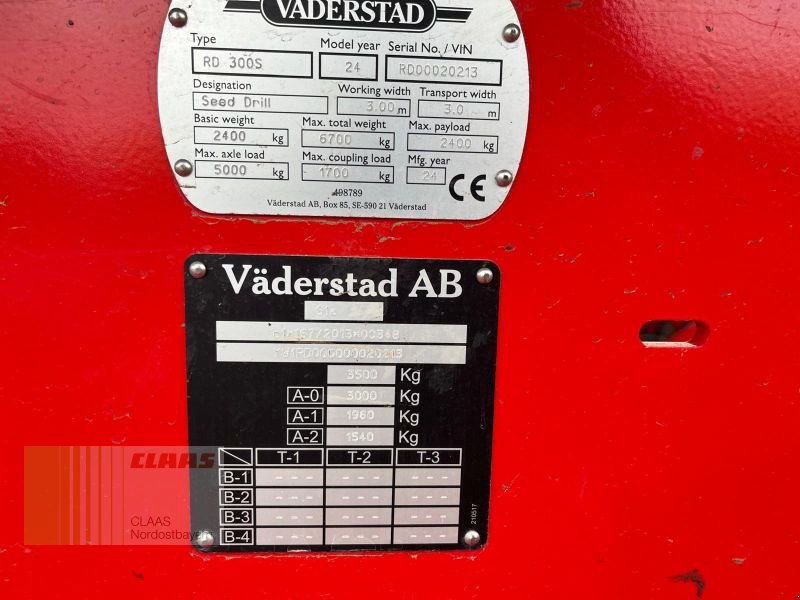 VÄDERSTAD
Type Model year Serial No. / VIN
RD 300S 24 RD00020213
Designation Working width Transport width
Seed Drill 3.00 m 3.0 m
Basic weight Max. total weight Max. payload
2400 kg 6700 kg 2400 kg
Max. axle load Max. coupling load Mfg. year
5000 kg 1700 kg 24 CE
498789
Väderstad AB, Box 85, SE-590 21 Väderstad
Väderstad AB
S1a
3500 Kg
A-0 3000 Kg
A-1 1960 Kg
A-2 1540 Kg
T-1 T-2 T-3
B-1 - - - - - - - - -
B-2 - - - - - - - - -
B-3 - - - - - - - - -
B-4 - - - - - - - - -
210517
CLAAS
CLAAS
Nordostbayern